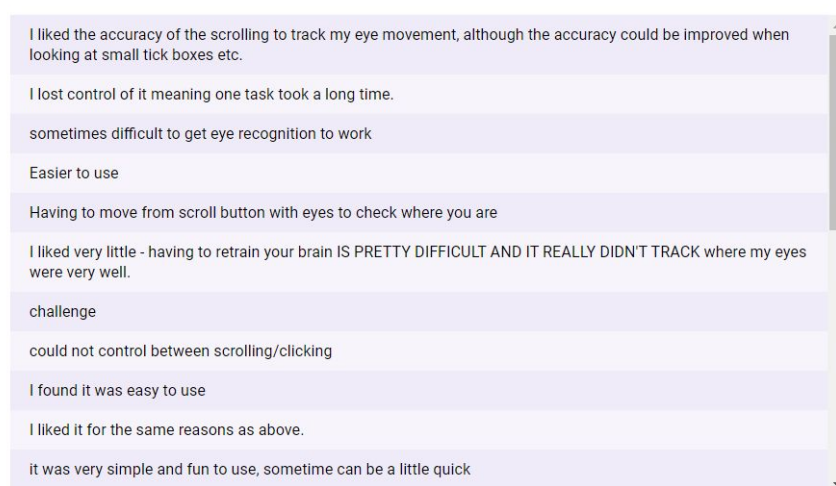 I liked the accuracy of the scrolling to track my eye movement, although the accuracy could be improved when
looking at small tick boxes etc.
I lost control of it meaning one task took a long time.
sometimes difficult to get eye recognition to work
Easier to use
Having to move from scroll button with eyes to check where you are
I liked very little - having to retrain your brain IS PRETTY DIFFICULT AND IT REALLY DIDN'T TRACK where my eyes
were very well.
challenge
could not control between scrolling/clicking
I found it was easy to use
I liked it for the same reasons as above.
it was very simple and fun to use, sometime can be a little quick